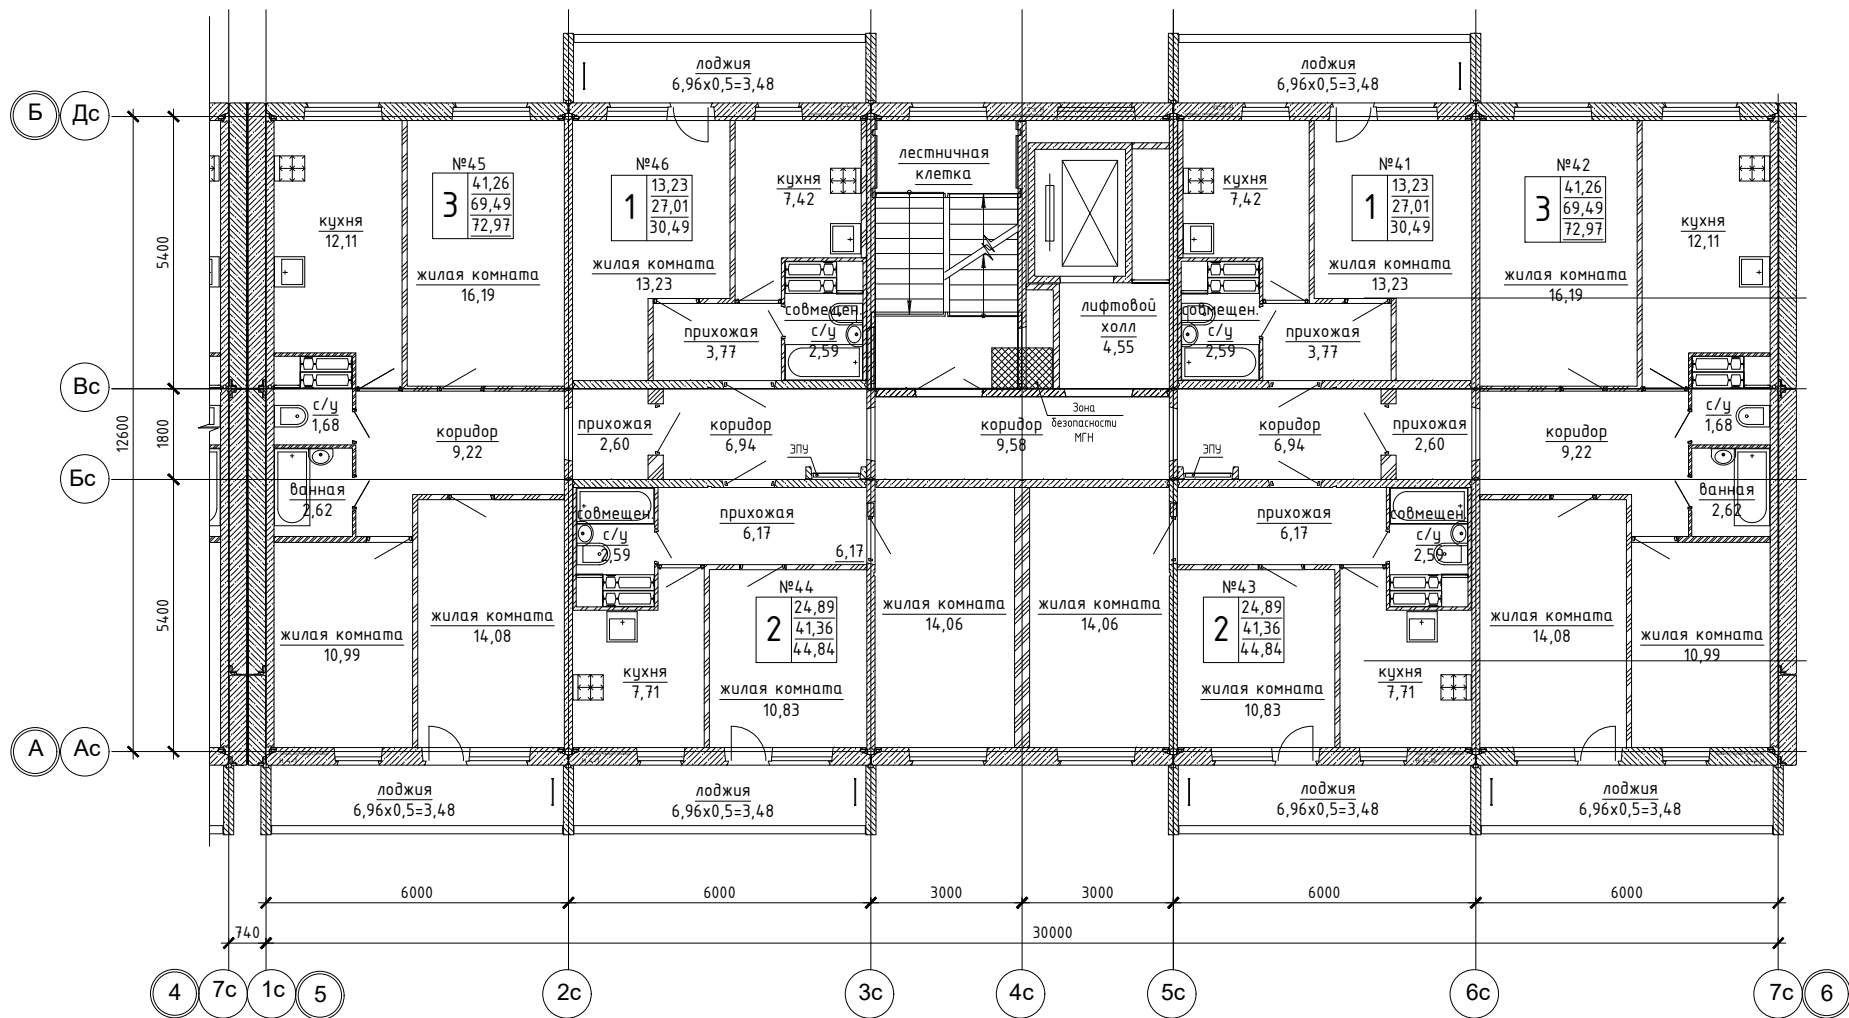 лоджия
6,96х0,5=3,48
лоджия
6,96х0,5=3,48
Б
Дс
№45
3
41,26
69,49
72,97
№46
1
13,23
27,01
30,49
кухня
7,42
лестничная
клетка
кухня
7,42
№41
1
13,23
27,01
30,49
№42
3
41,26
69,49
72,97
кухня
12,11
кухня
12,11
5400
жилая комната
16,19
жилая комната
13,23
жилая комната
13,23
жилая комната
16,19
совмещен.
с/у
2,59
прихожая
3,77
лифтовой
холл
4,55
совмещен.
с/у
2,59
прихожая
3,77
Вс
12600
1800
с/у
1,68
коридор
9,22
прихожая
2,60
коридор
6,94
ЭПУ
коридор
9,58
Зона
безопасности
МГН
ЭПУ
коридор
6,94
прихожая
2,60
коридор
9,22
с/у
1,68
Бс
ванная
2,62
совмещен.
с/у
2,59
прихожая
6,17
6,17
прихожая
6,17
совмещен.
с/у
ванная
2,62
5400
№44
2
24,89
41,36
44,84
№43
2
24,89
41,36
44,84
жилая комната
10,99
жилая комната
14,08
жилая комната
14,06
жилая комната
14,06
жилая комната
14,08
жилая комната
10,99
кухня
7,71
жилая комната
10,83
жилая комната
10,83
кухня
7,71
А
Ас
лоджия
6,96х0,5=3,48
лоджия
6,96х0,5=3,48
лоджия
6,96х0,5=3,48
лоджия
6,96х0,5=3,48
6000
6000
3000
3000
6000
6000
740
30000
4
7с
1с
5
2с
3с
4с
5с
6с
7с
6